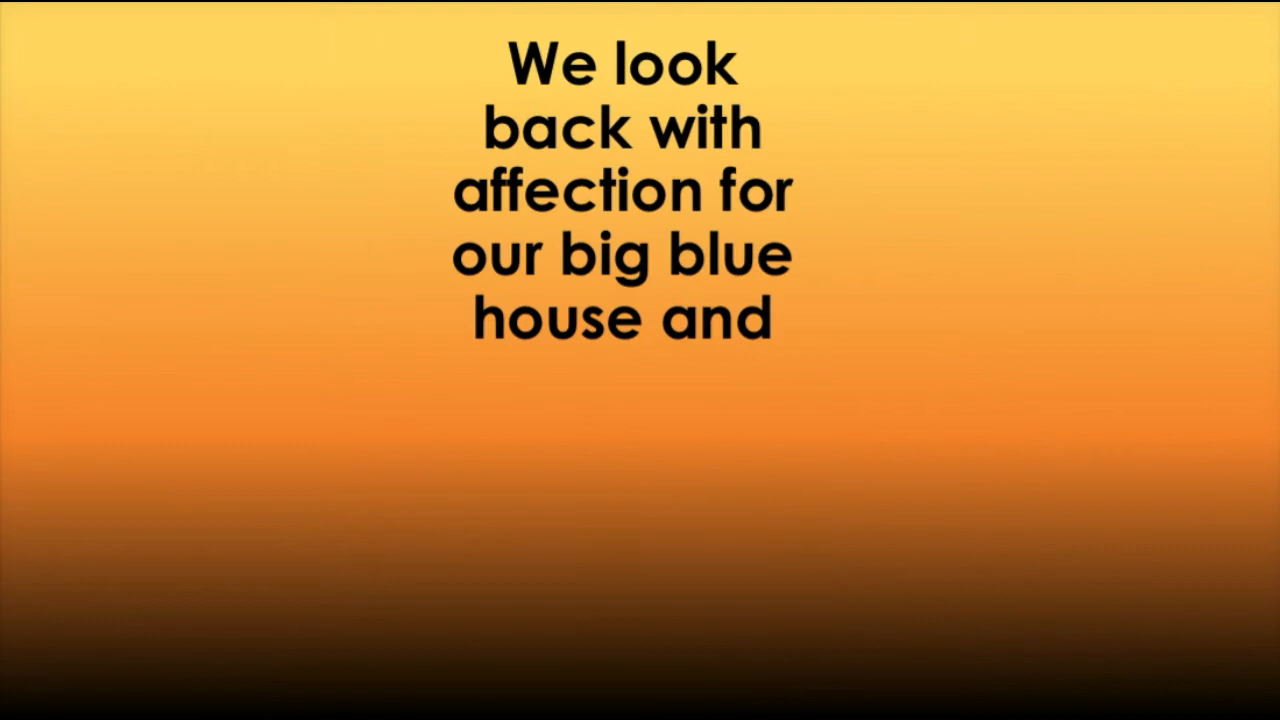 We look
back with
affection for
our big blue
house and